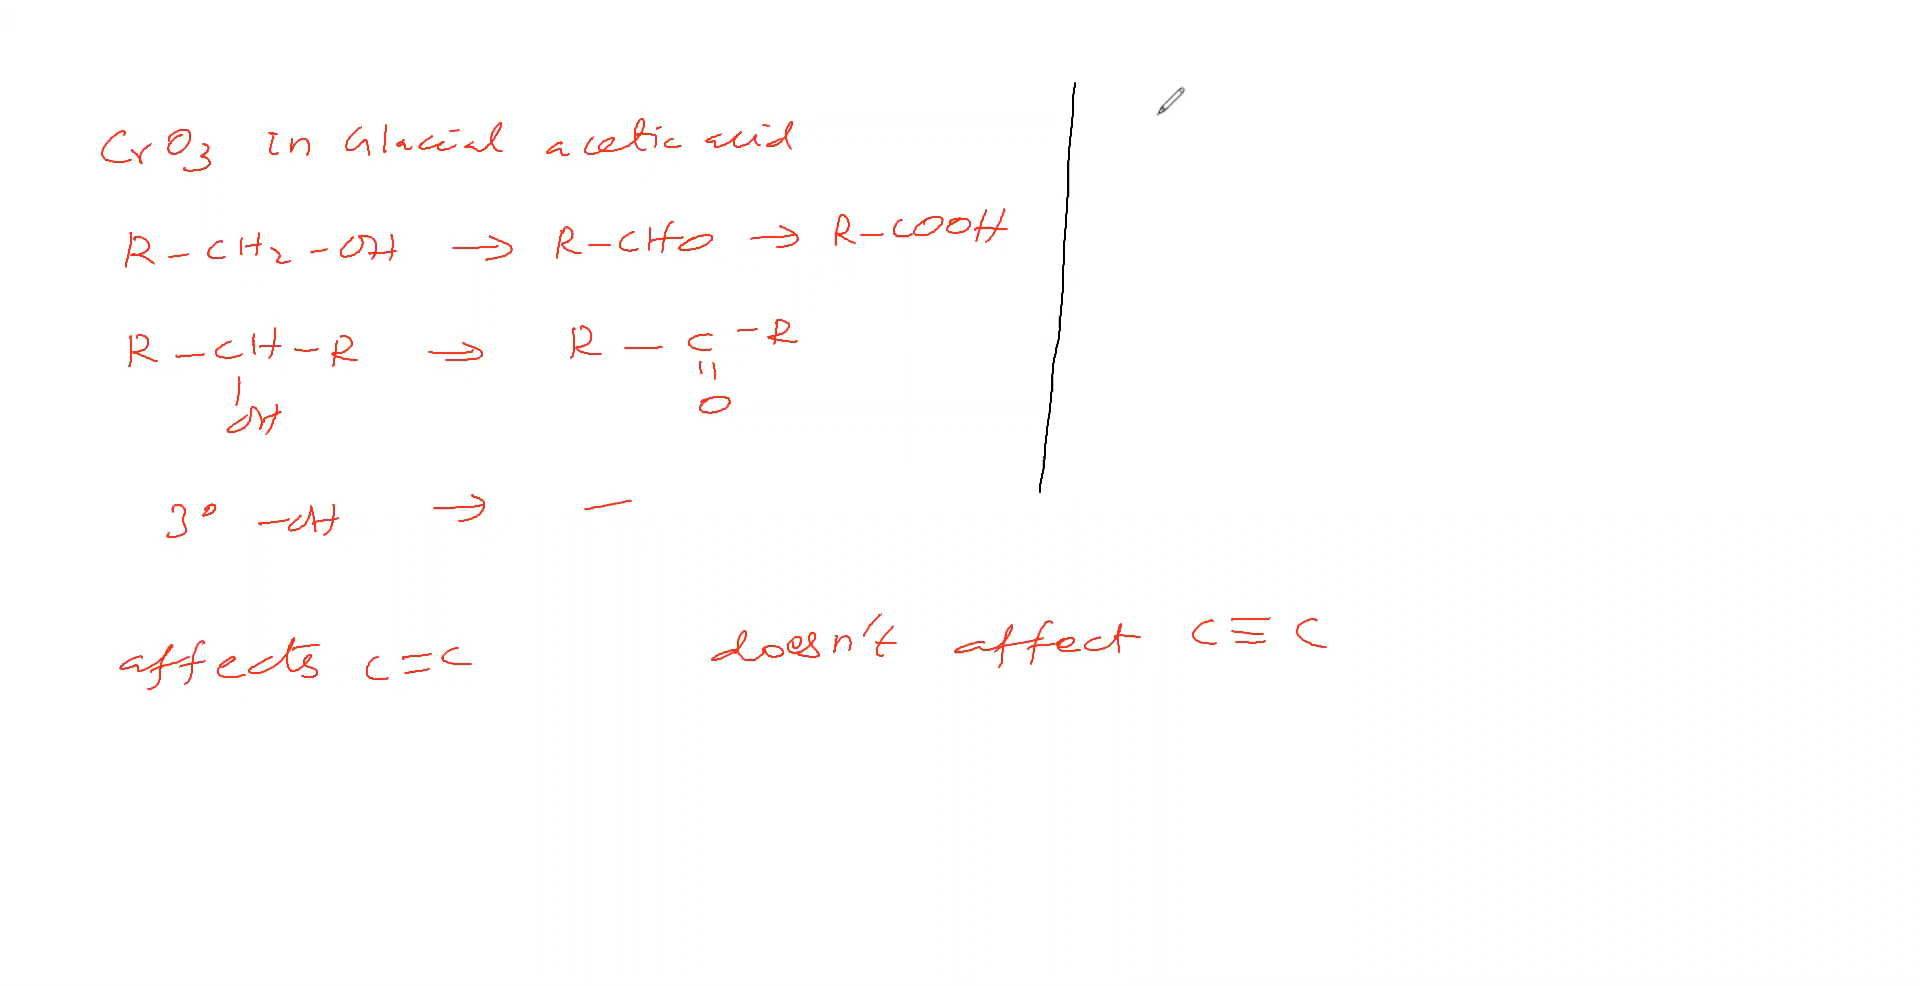 CrO3 in Glacial acetic acid
R-CH2-OH → R-CHO → R-COOH
R-CH-R → R-C-R
OH
O
3° -OH → -
affects C=C doesn't affect C≡C